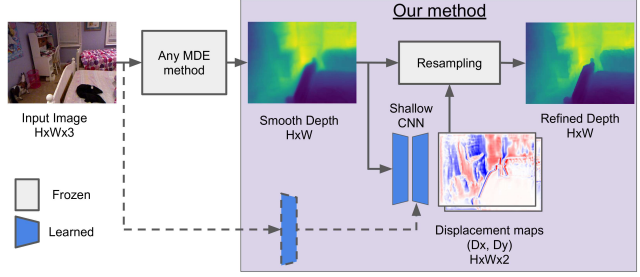 Our method
Any MDE
method
Resampling
Input Image
HxWx3
Smooth Depth
HxW
Shallow
CNN
Refined Depth
HxW
Frozen
Learned
Displacement maps
(Dx, Dy)
HxWx2